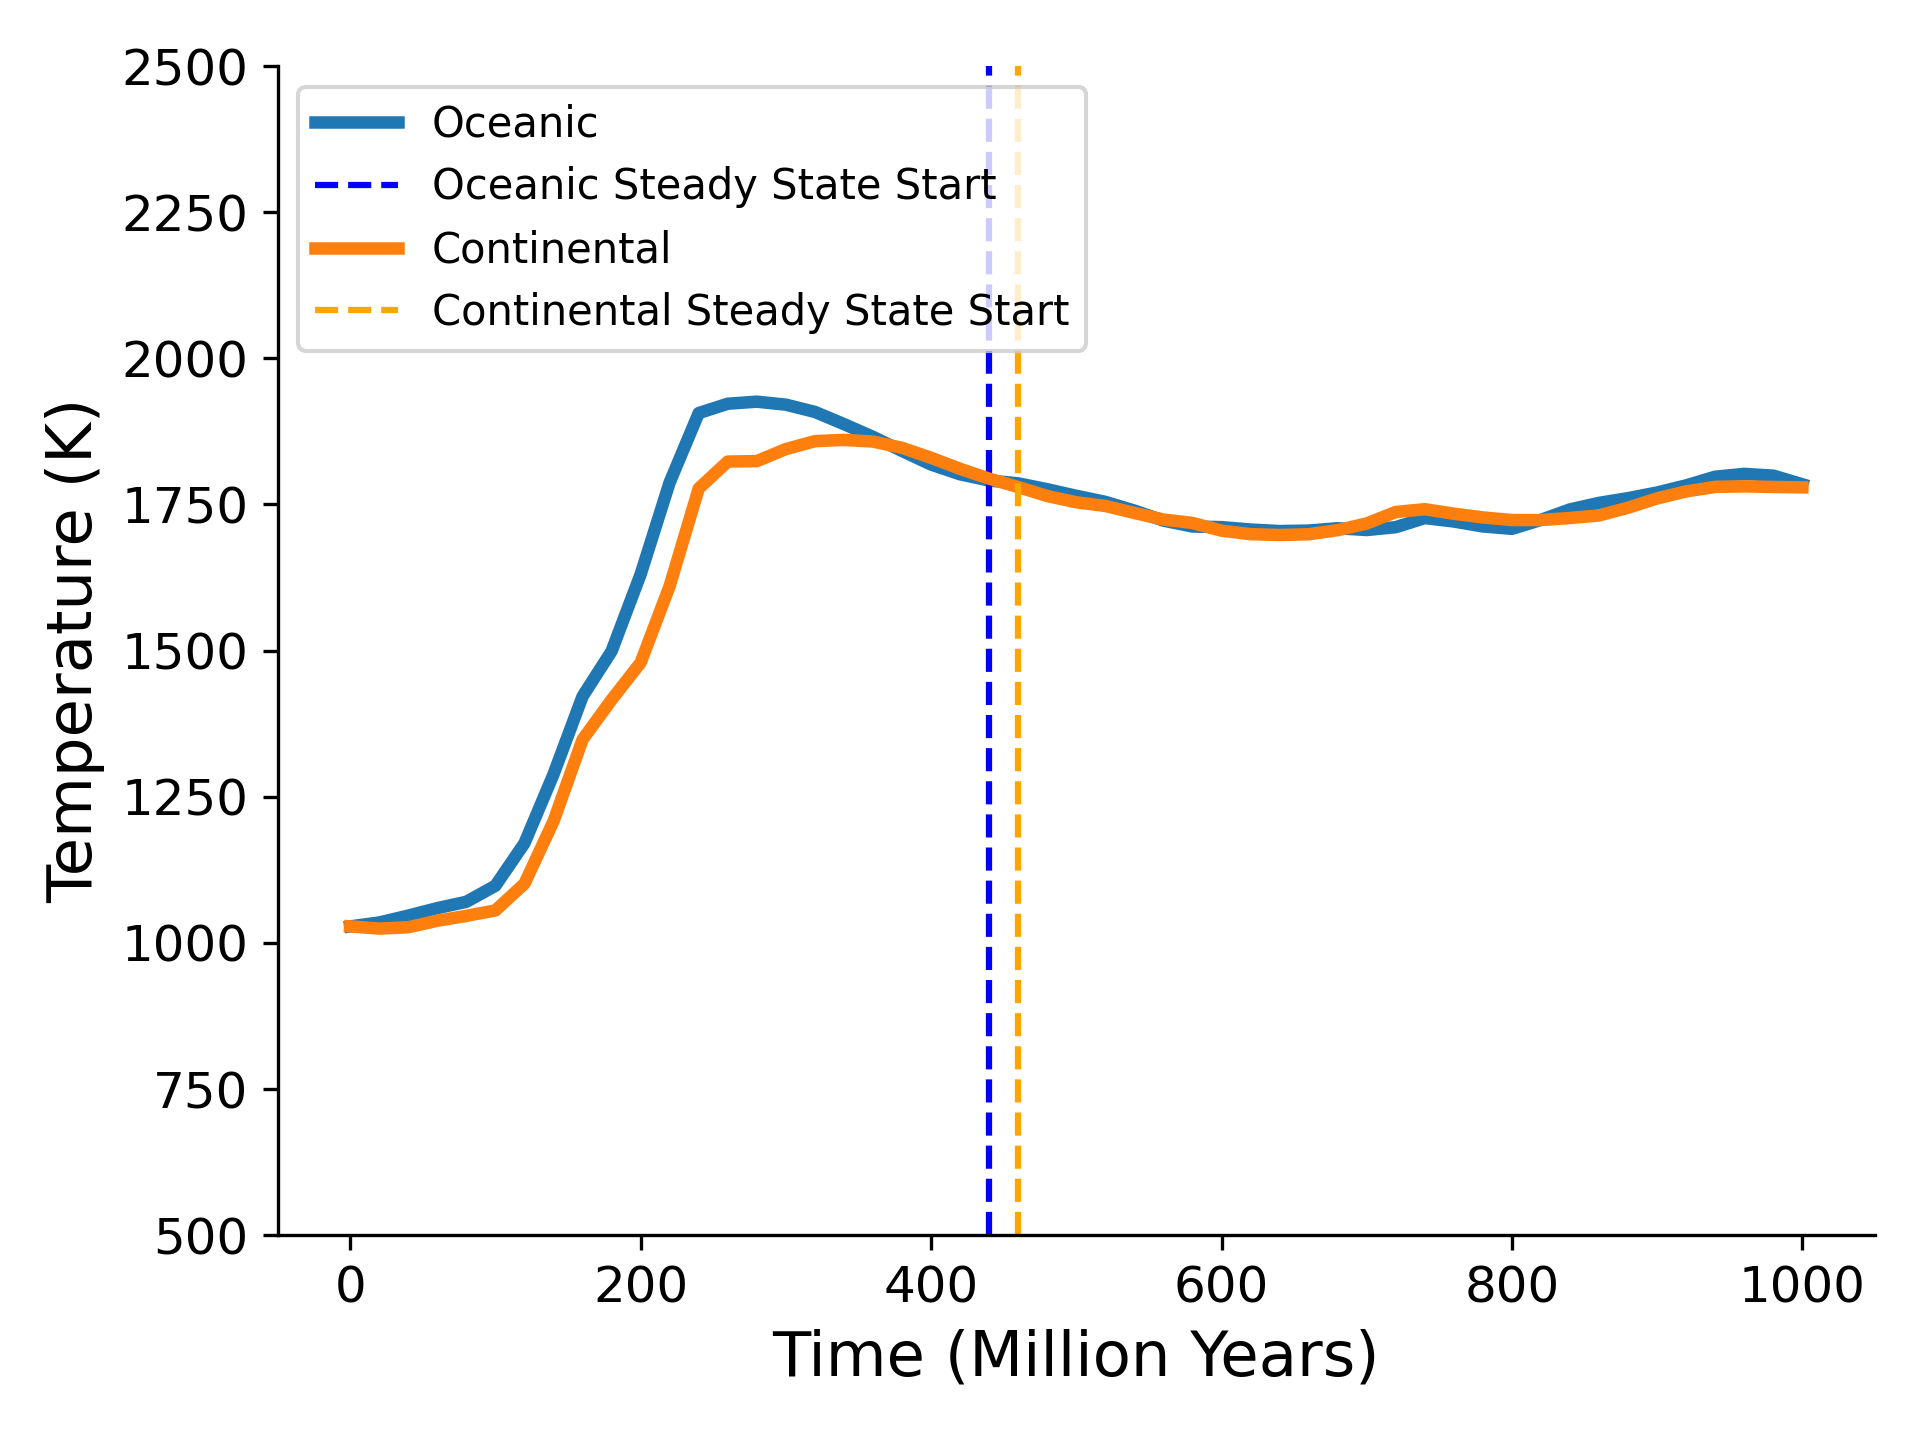 2500
2250
2000
1750
1500
1250
1000
750
500
Temperature (K)
Oceanic
Oceanic Steady State Start
Continental
Continental Steady State Start
0 200 400 600 800 1000
Time (Million Years)